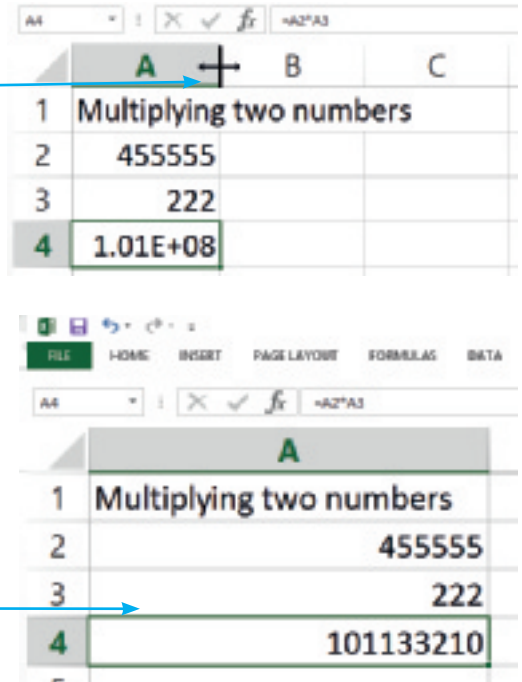 A4 fx =A2*A3
A B C
1 Multiplying two numbers
2 455555
3 222
4 1.01E+08
FILE HOME INSERT PAGE LAYOUT FORMULAS DATA
A4 fx =A2*A3
A
1 Multiplying two numbers
2 455555
3 222
4 101133210